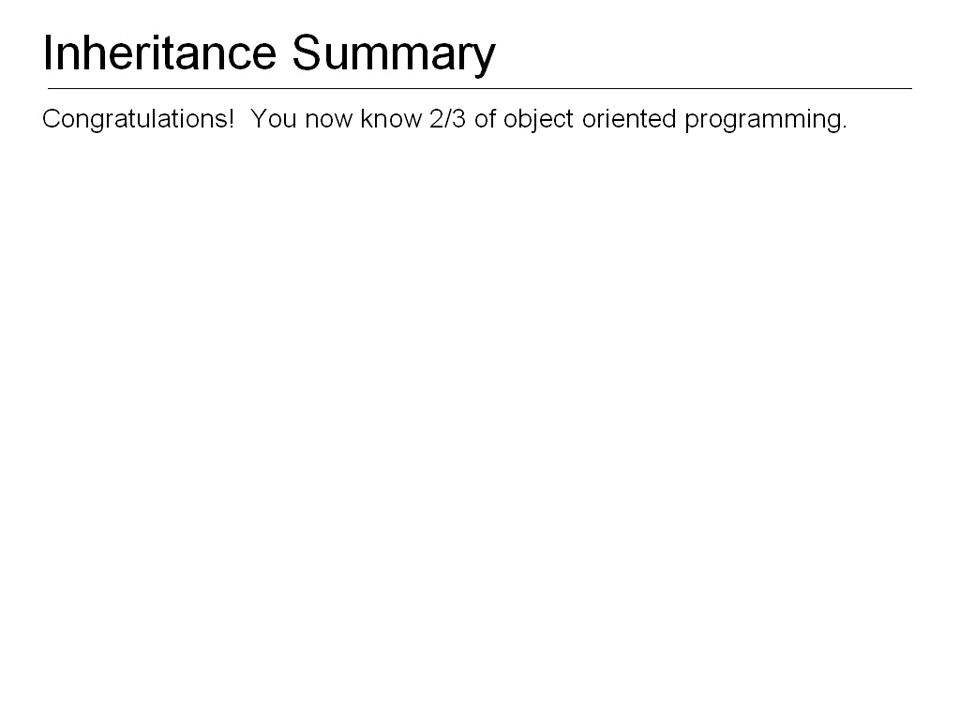 Inheritance Summary
Congratulations!  You now know 2/3 of object oriented programming.